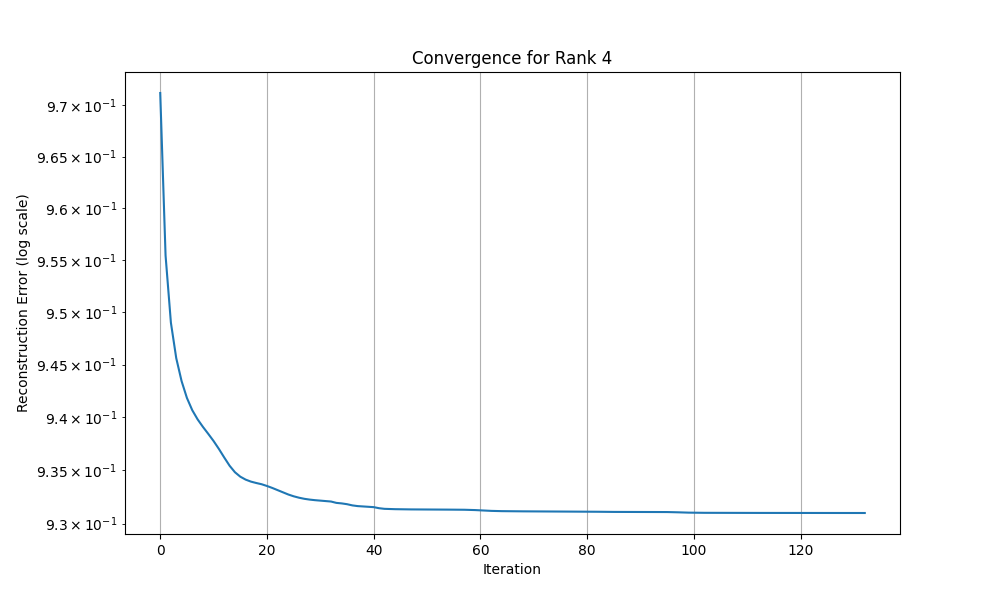 Convergence for Rank 4
Reconstruction Error (log scale)
9.7 × 10⁻¹
9.65 × 10⁻¹
9.6 × 10⁻¹
9.55 × 10⁻¹
9.5 × 10⁻¹
9.45 × 10⁻¹
9.4 × 10⁻¹
9.35 × 10⁻¹
9.3 × 10⁻¹
0 20 40 60 80 100 120
Iteration